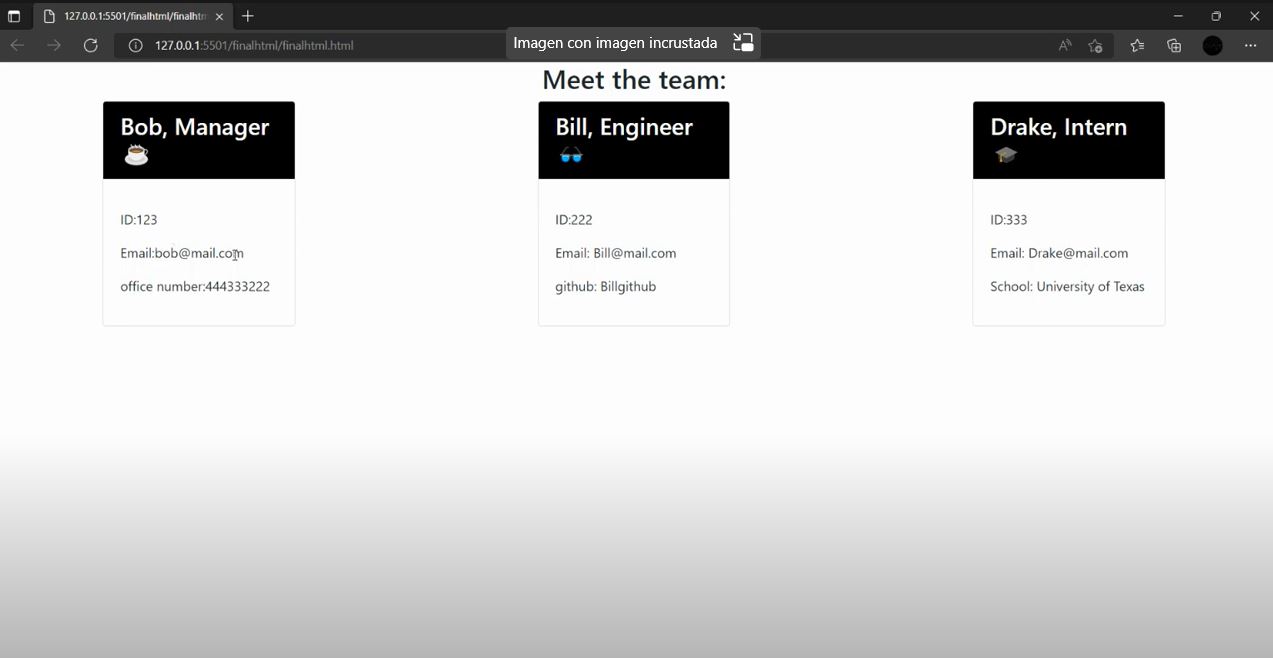 127.0.0.1:5501/finalhtml/finalht
127.0.0.1:5501/finalhtml/finalhtml.html
Imagen con imagen incrustada
Meet the team:
Bob, Manager
ID:123
Email:bob@mail.com
office number:444333222
Bill, Engineer
ID:222
Email: Bill@mail.com
github: Billgithub
Drake, Intern
ID:333
Email: Drake@mail.com
School: University of Texas